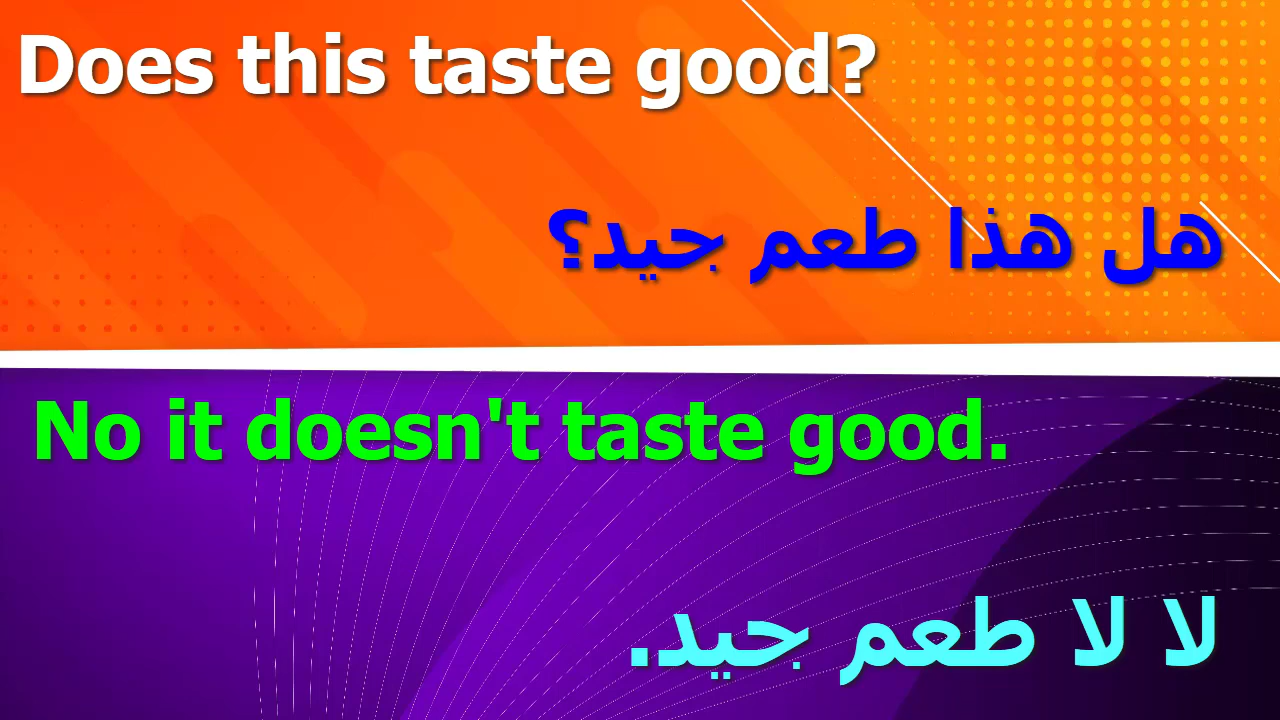 Does this taste good?
هل هذا طعم جيد؟
No it doesn't taste good.
لا لا طعم جيد.